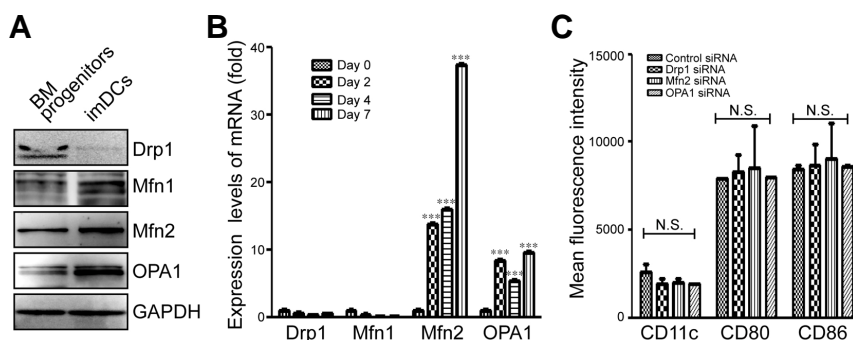 A
BM
progenitors
imDCs
Drp1
Mfn1
Mfn2
OPA1
GAPDH
B
Expression levels of mRNA (fold)
40
30
20
10
0
Day 0
Day 2
Day 4
Day 7
***
***
***
***
***
***
Drp1 Mfn1 Mfn2 OPA1
C
Mean fluorescence intensity
15000
10000
5000
0
Control siRNA
Drp1 siRNA
Mfn2 siRNA
OPA1 siRNA
N.S.
N.S.
N.S.
CD11c CD80 CD86